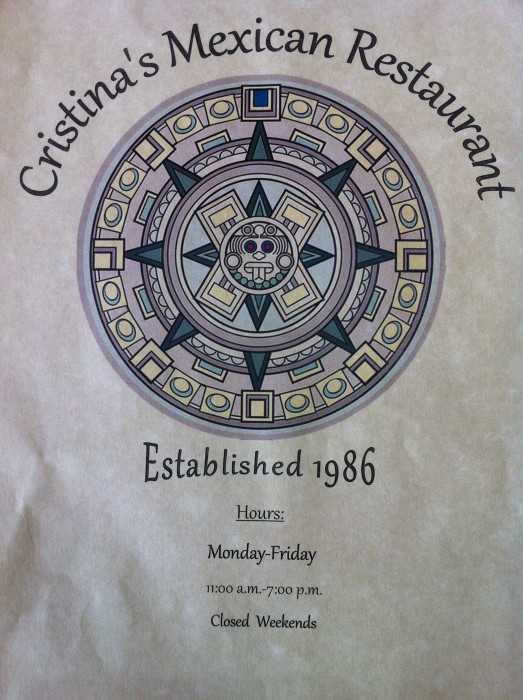 Cristina's Mexican Restaurant
Established 1986
Hours:
Monday-Friday
11:00 a.m.-7:00 p.m.
Closed Weekends